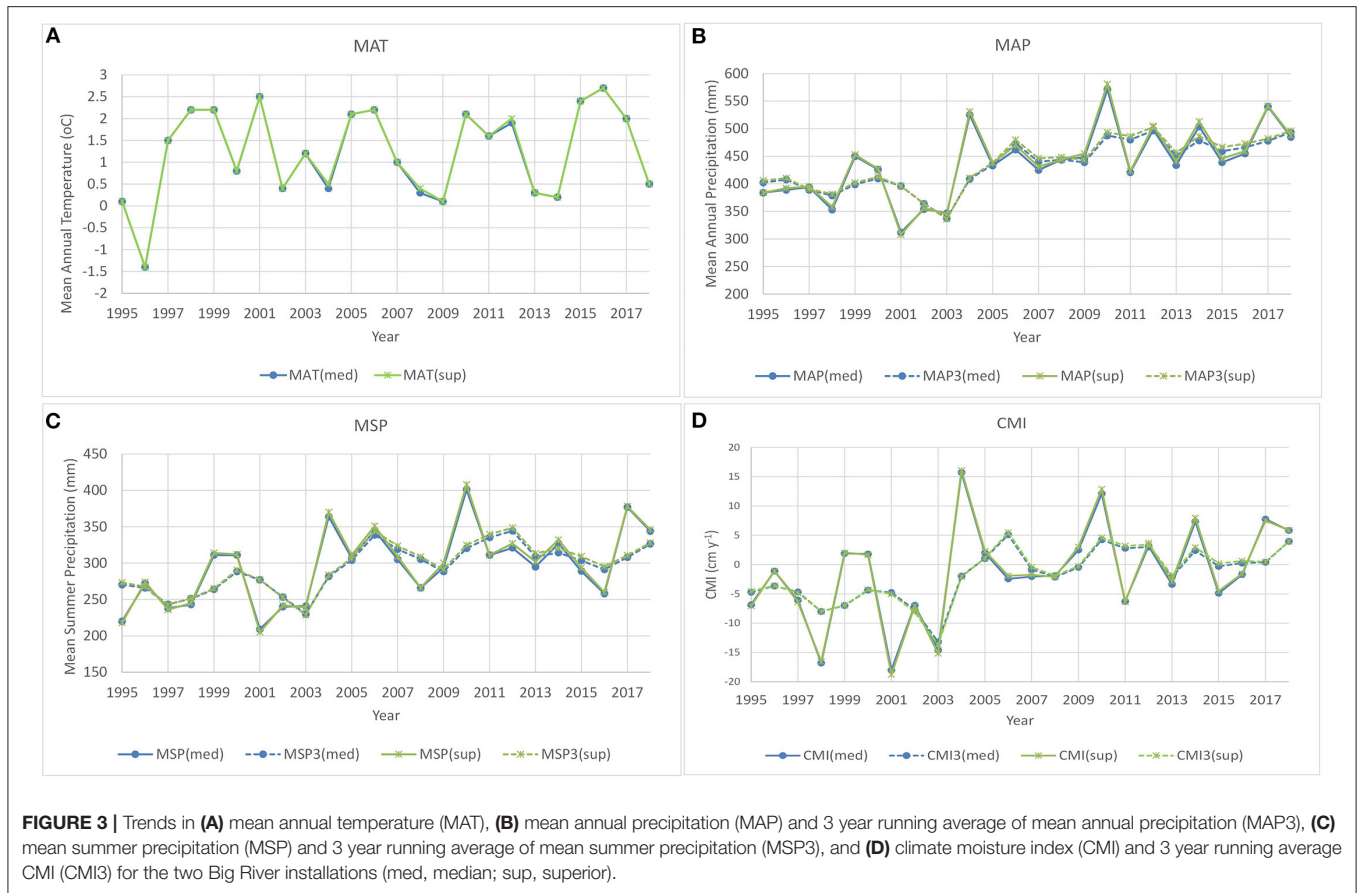 A
MAT
Mean Annual Temperature (oC)
3
2.5
2
1.5
1
0.5
0
-0.5
-1
-1.5
-2
1995 1997 1999 2001 2003 2005 2007 2009 2011 2013 2015 2017
Year
MAT(med) MAT(sup)
B
MAP
Mean Annual Precipitation (mm)
600
550
500
450
400
350
300
250
200
1995 1997 1999 2001 2003 2005 2007 2009 2011 2013 2015 2017
Year
MAP(med) MAP3(med) MAP(sup) MAP3(sup)
C
MSP
Mean Summer Precipitation (mm)
450
400
350
300
250
200
150
1995 1997 1999 2001 2003 2005 2007 2009 2011 2013 2015 2017
Year
MSP(med) MSP3(med) MSP(sup) MSP3(sup)
D
CMI
CMI (cm y⁻¹)
20
15
10
5
0
-5
-10
-15
-20
1995 1997 1999 2001 2003 2005 2007 2009 2011 2013 2015 2017
Year
CMI(med) CMI3(med) CMI(sup) CMI3(sup)
FIGURE 3 | Trends in (A) mean annual temperature (MAT), (B) mean annual precipitation (MAP) and 3 year running average of mean annual precipitation (MAP3), (C)
mean summer precipitation (MSP) and 3 year running average of mean summer precipitation (MSP3), and (D) climate moisture index (CMI) and 3 year running average
CMI (CMI3) for the two Big River installations (med, median; sup, superior).